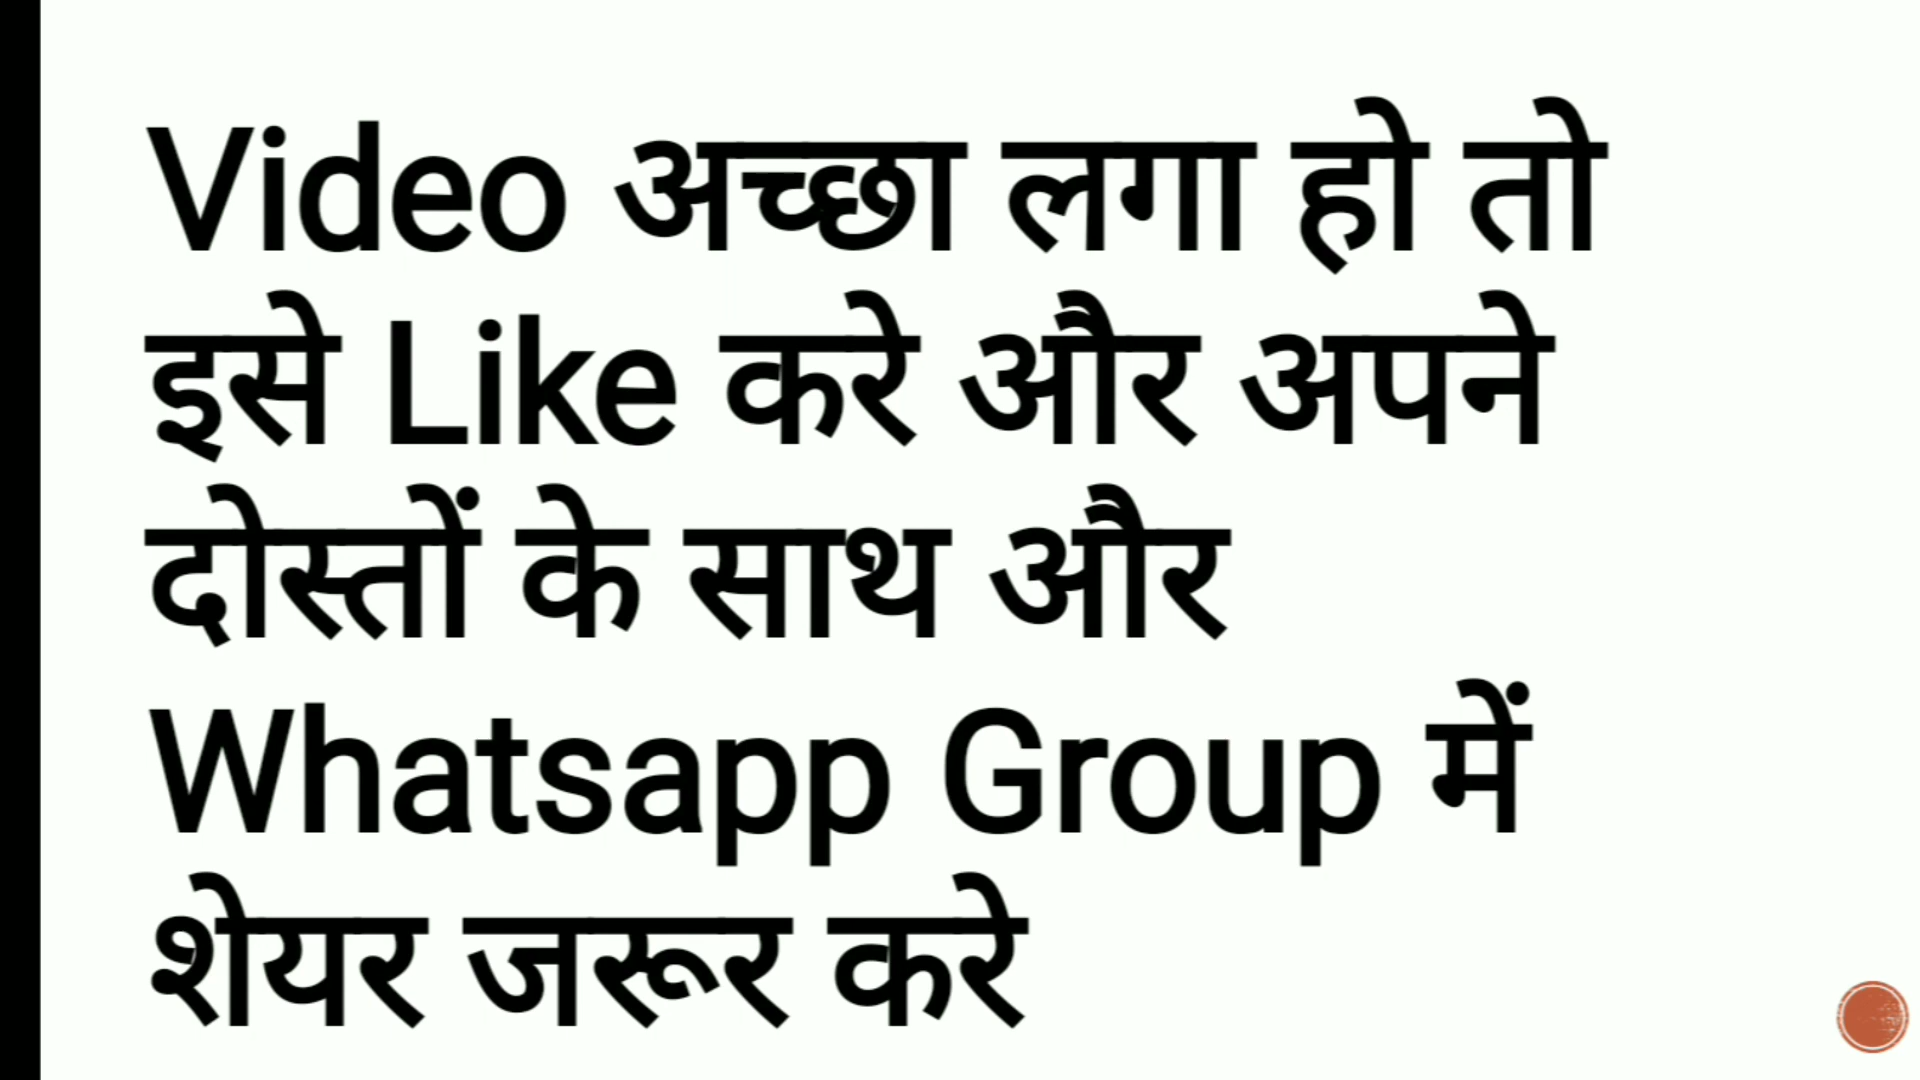 Video अच्छा लगा हो तो
इसे Like करे और अपने
दोस्तों के साथ और
Whatsapp Group में
शेयर जरूर करे